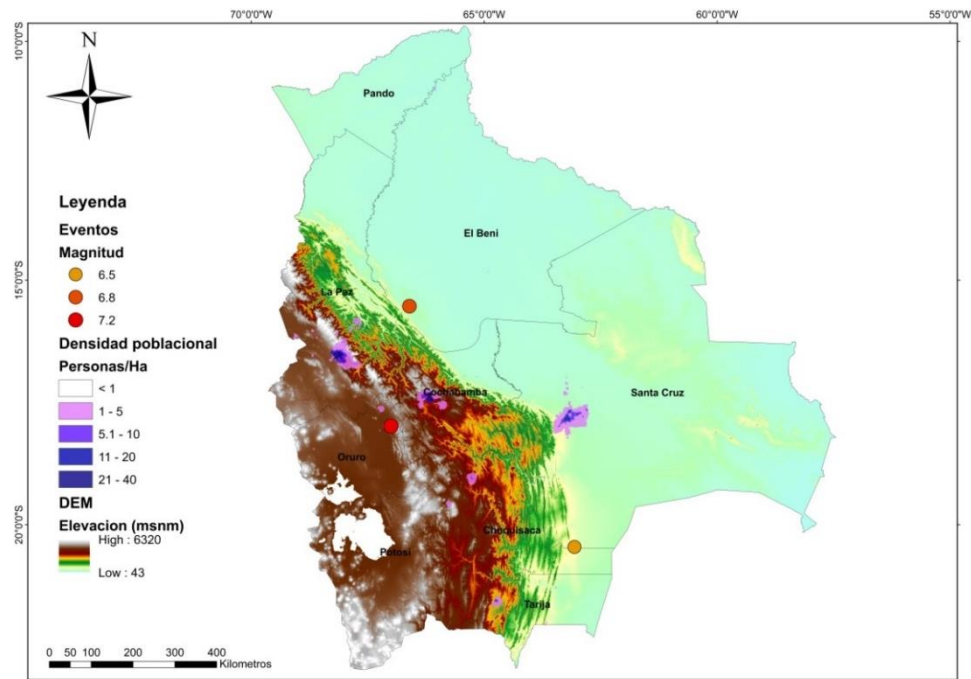 70°0'0"W 65°0'0"W 60°0'0"W 55°0'0"W
10°0'0"S
N
Pando
Leyenda
Eventos
El Beni
Magnitud
6.5
15°0'0"S
6.8
La Paz
7.2
Densidad poblacional
Personas/Ha
< 1
1 - 5
Cochabamba
Santa Cruz
5.1 - 10
11 - 20
Oruro
21 - 40
DEM
20°0'0"S
Elevacion (msnm)
Chuquisaca
High : 6320
Potosi
Low : 43
Tarija
0 50 100 200 300 400
Kilometros